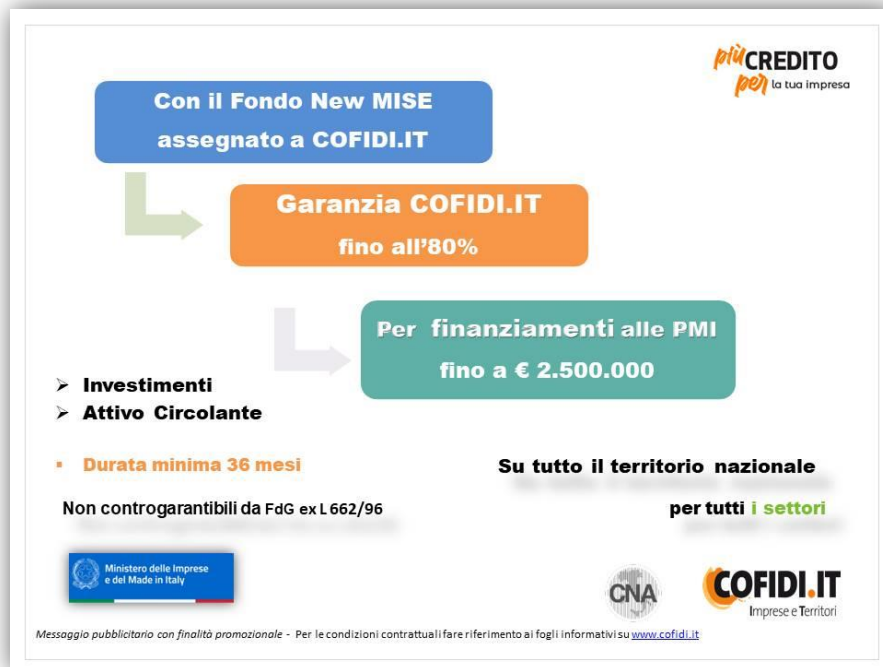 più CREDITO
per la tua impresa
Con il Fondo New MISE
assegnato a COFIDI.IT
Garanzia COFIDI.IT
fino all'80%
Per finanziamenti alle PMI
fino a € 2.500.000
➢ Investimenti
➢ Attivo Circolante
▪ Durata minima 36 mesi
Non controgarantibili da FdG ex L 662/96
Su tutto il territorio nazionale
per tutti i settori
Ministero delle Imprese
e del Made in Italy
CNA
COFIDI.IT
Imprese e Territori
Messaggio pubblicitario con finalità promozionale - Per le condizioni contrattuali fare riferimento ai fogli informativi su www.cofidi.it